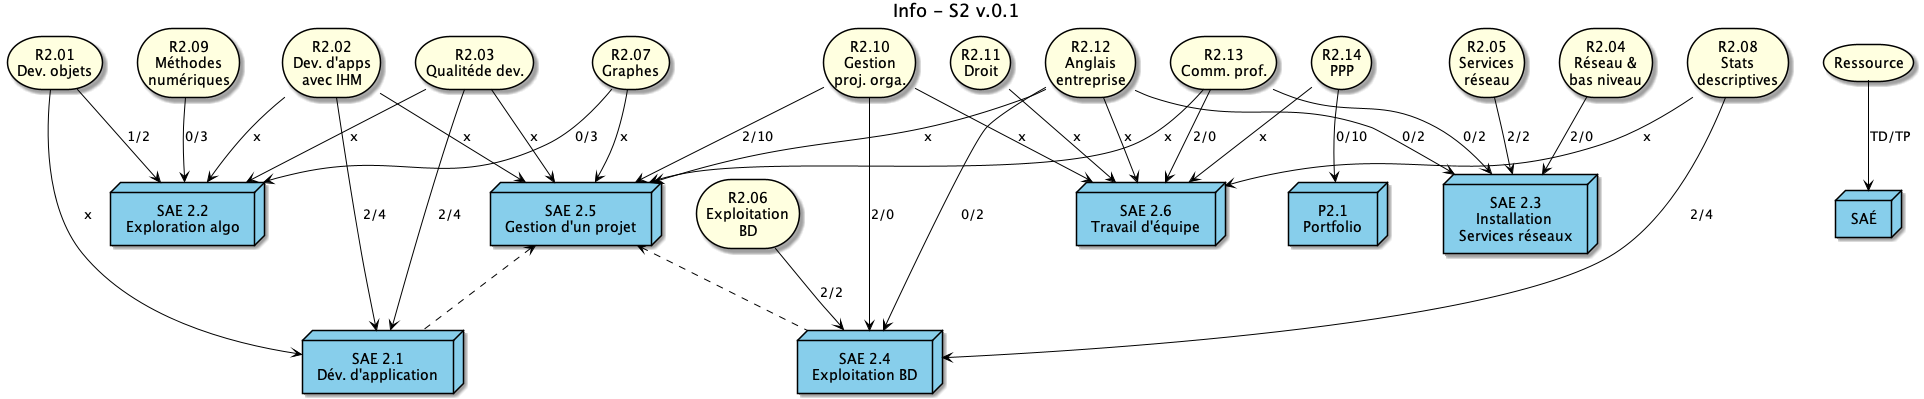 Info - S2 v.0.1
R2.01
Dev. objets
R2.09
Méthodes
numériques
R2.02
Dev. d'apps
avec IHM
R2.03
Qualitéde dev.
R2.07
Graphes
R2.10
Gestion
proj. orga.
R2.11
Droit
R2.12
Anglais
entreprise
R2.13
Comm. prof.
R2.14
PPP
R2.05
Services
réseau
R2.04
Réseau &
bas niveau
R2.08
Stats
descriptives
Ressource
1/2
0/3
x
x
x
x
0/3
x
2/10
x
x
x
x
2/0
x
x
0/10
0/2
0/2
2/2
2/0
x
TD/TP
SAE 2.2
Exploration algo
SAE 2.5
Gestion d'un projet
R2.06
Exploitation
BD
SAE 2.6
Travail d'équipe
P2.1
Portfolio
SAE 2.3
Installation
Services réseaux
SAÉ
x
2/4
2/4
2/0
0/2
2/4
2/2
SAE 2.1
Dév. d'application
SAE 2.4
Exploitation BD